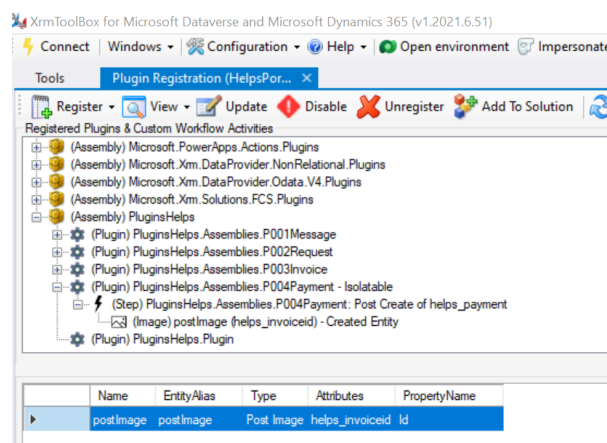 XrmToolBox for Microsoft Dataverse and Microsoft Dynamics 365 (v1.2021.6.51)
Connect Windows Configuration Help Open environment Impersonate
Tools Plugin Registration (HelpsPor... ×
Register View Update Disable Unregister Add To Solution
Registered Plugins & Custom Workflow Activities
(Assembly) Microsoft.PowerApps.Actions.Plugins
(Assembly) Microsoft.Xrm.DataProvider.NonRelational.Plugins
(Assembly) Microsoft.Xrm.DataProvider.Odata.V4.Plugins
(Assembly) Microsoft.Xrm.Solutions.FCS.Plugins
(Assembly) PluginsHelps
(Plugin) PluginsHelps.Assemblies.P001Message
(Plugin) PluginsHelps.Assemblies.P002Request
(Plugin) PluginsHelps.Assemblies.P003Invoice
(Plugin) PluginsHelps.Assemblies.P004Payment - Isolatable
(Step) PluginsHelps.Assemblies.P004Payment: Post Create of helps_payment
(Image) postImage (helps_invoiceid) - Created Entity
(Plugin) PluginsHelps.Plugin
Name EntityAlias Type Attributes PropertyName
postImage postImage Post Image helps_invoiceid Id